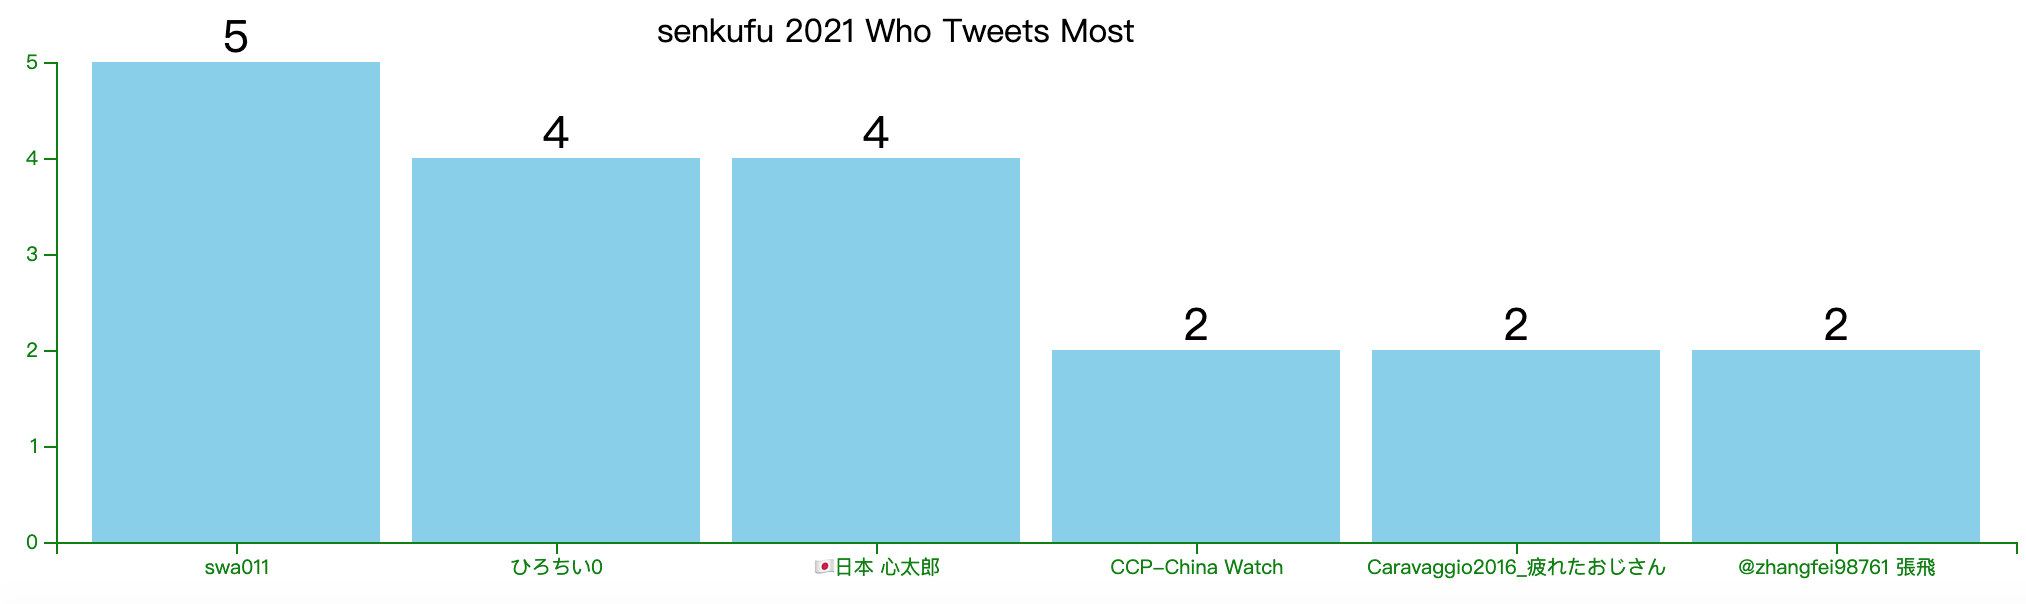 senkufu 2021 Who Tweets Most
5
4
4
2
2
2
5
4
3
2
1
0
swa011
ひろちい0
🇯🇵日本 心太郎
CCP-China Watch
Caravaggio2016_疲れたおじさん
@zhangfei98761 張飛